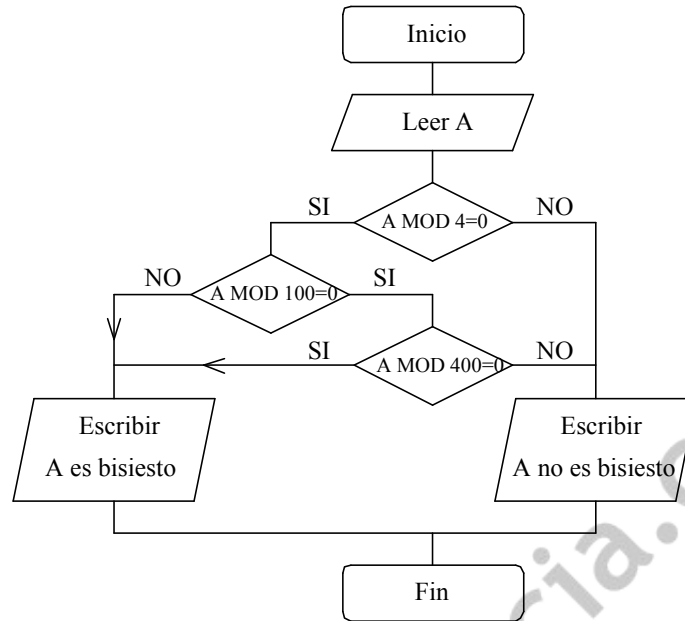 Inicio
Leer A
SI
A MOD 4=0
NO
NO
A MOD 100=0
SI
SI
A MOD 400=0
NO
Escribir
A es bisiesto
Escribir
A no es bisiesto
Fin